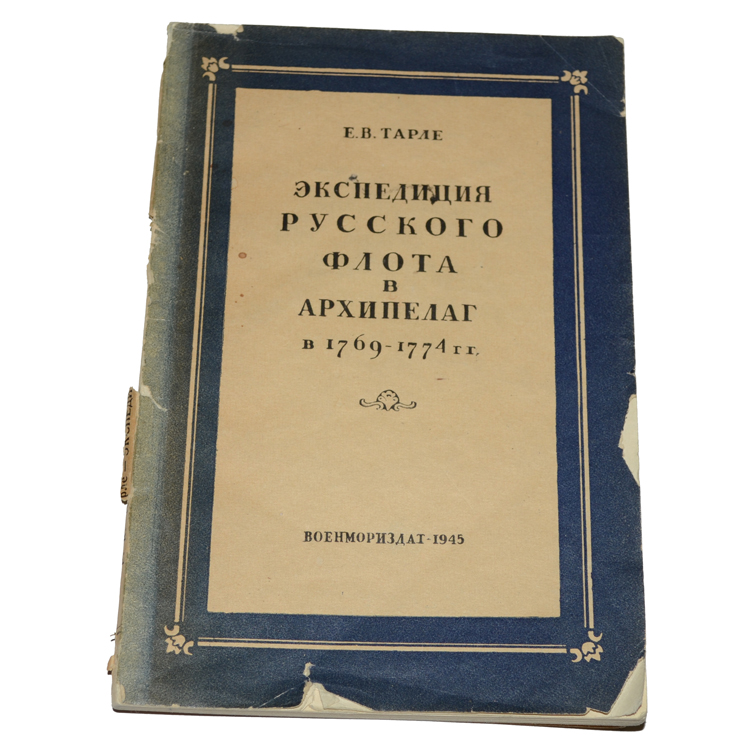 Е.В. ТАРЛЕ
ЭКСПЕДИЦИЯ
РУССКОГО
ФЛОТА
В
АРХИПЕЛАГ
В 1769-1774 гг.
ВОЕНМОРИЗДАТ-1945